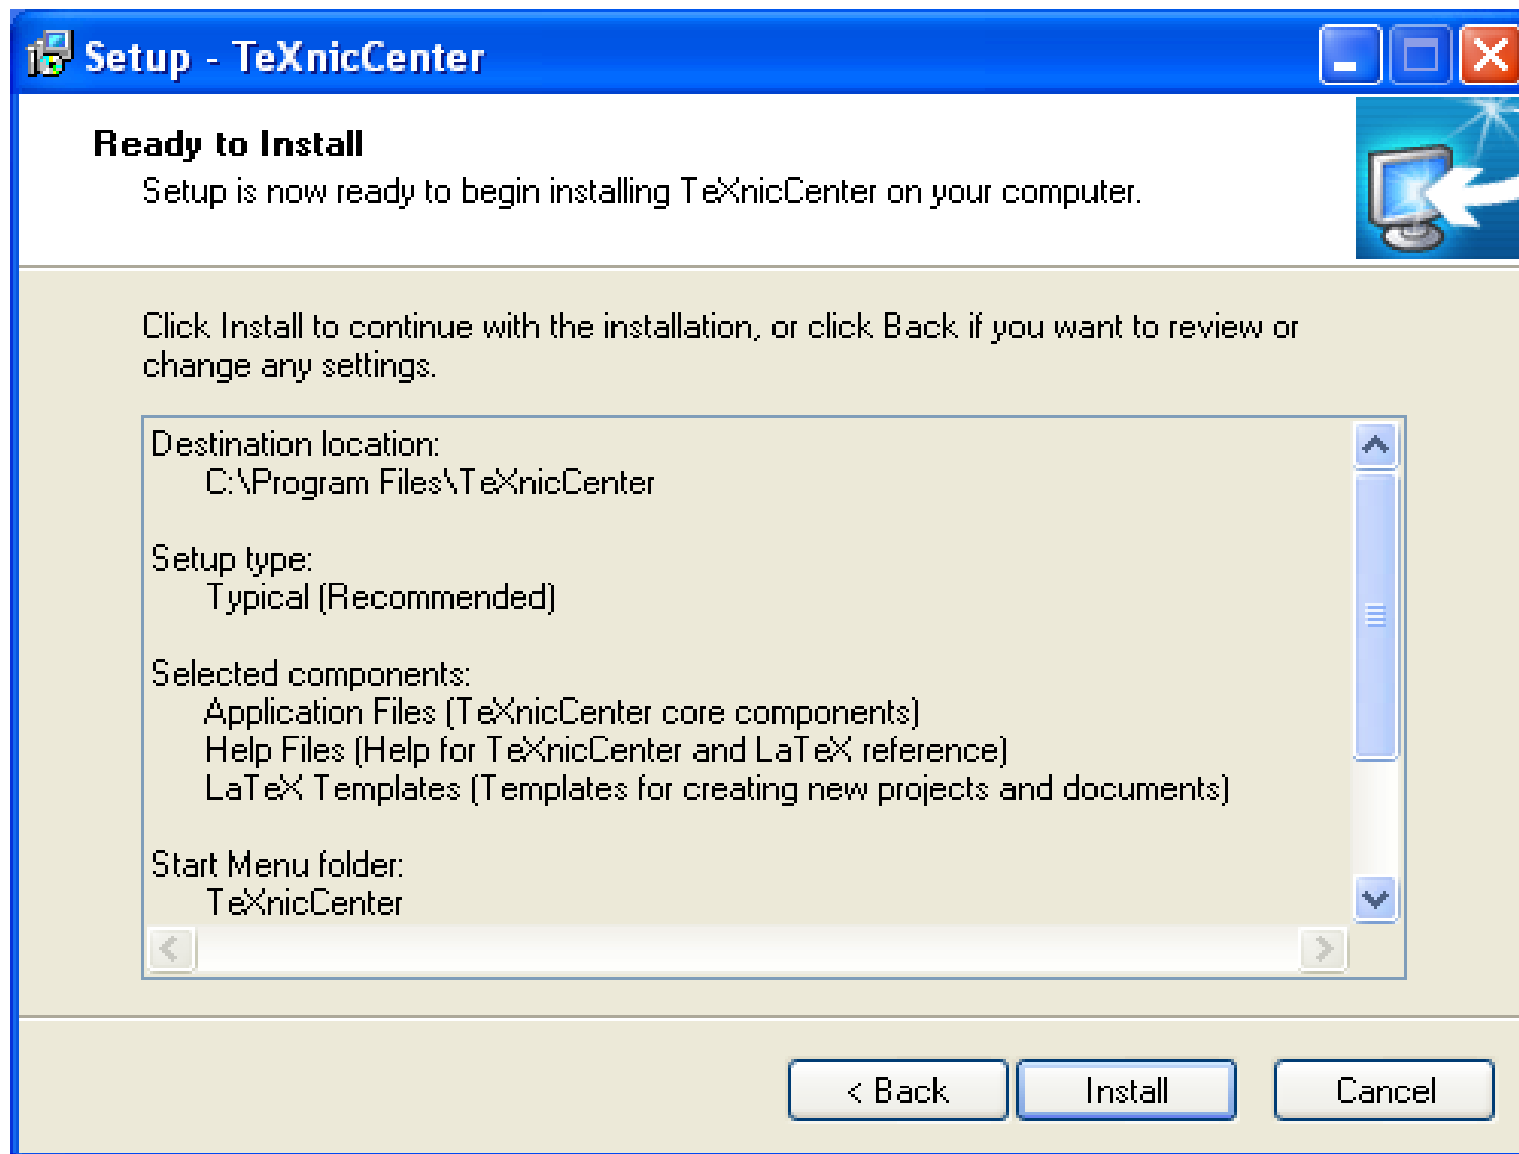 Setup - TeXnicCenter
Ready to Install
Setup is now ready to begin installing TeXnicCenter on your computer.
Click Install to continue with the installation, or click Back if you want to review or
change any settings.
Destination location:
C:\Program Files\TeXnicCenter
Setup type:
Typical (Recommended)
Selected components:
Application Files (TeXnicCenter core components)
Help Files (Help for TeXnicCenter and LaTeX reference)
LaTeX Templates (Templates for creating new projects and documents)
Start Menu folder:
TeXnicCenter
< Back
Install
Cancel